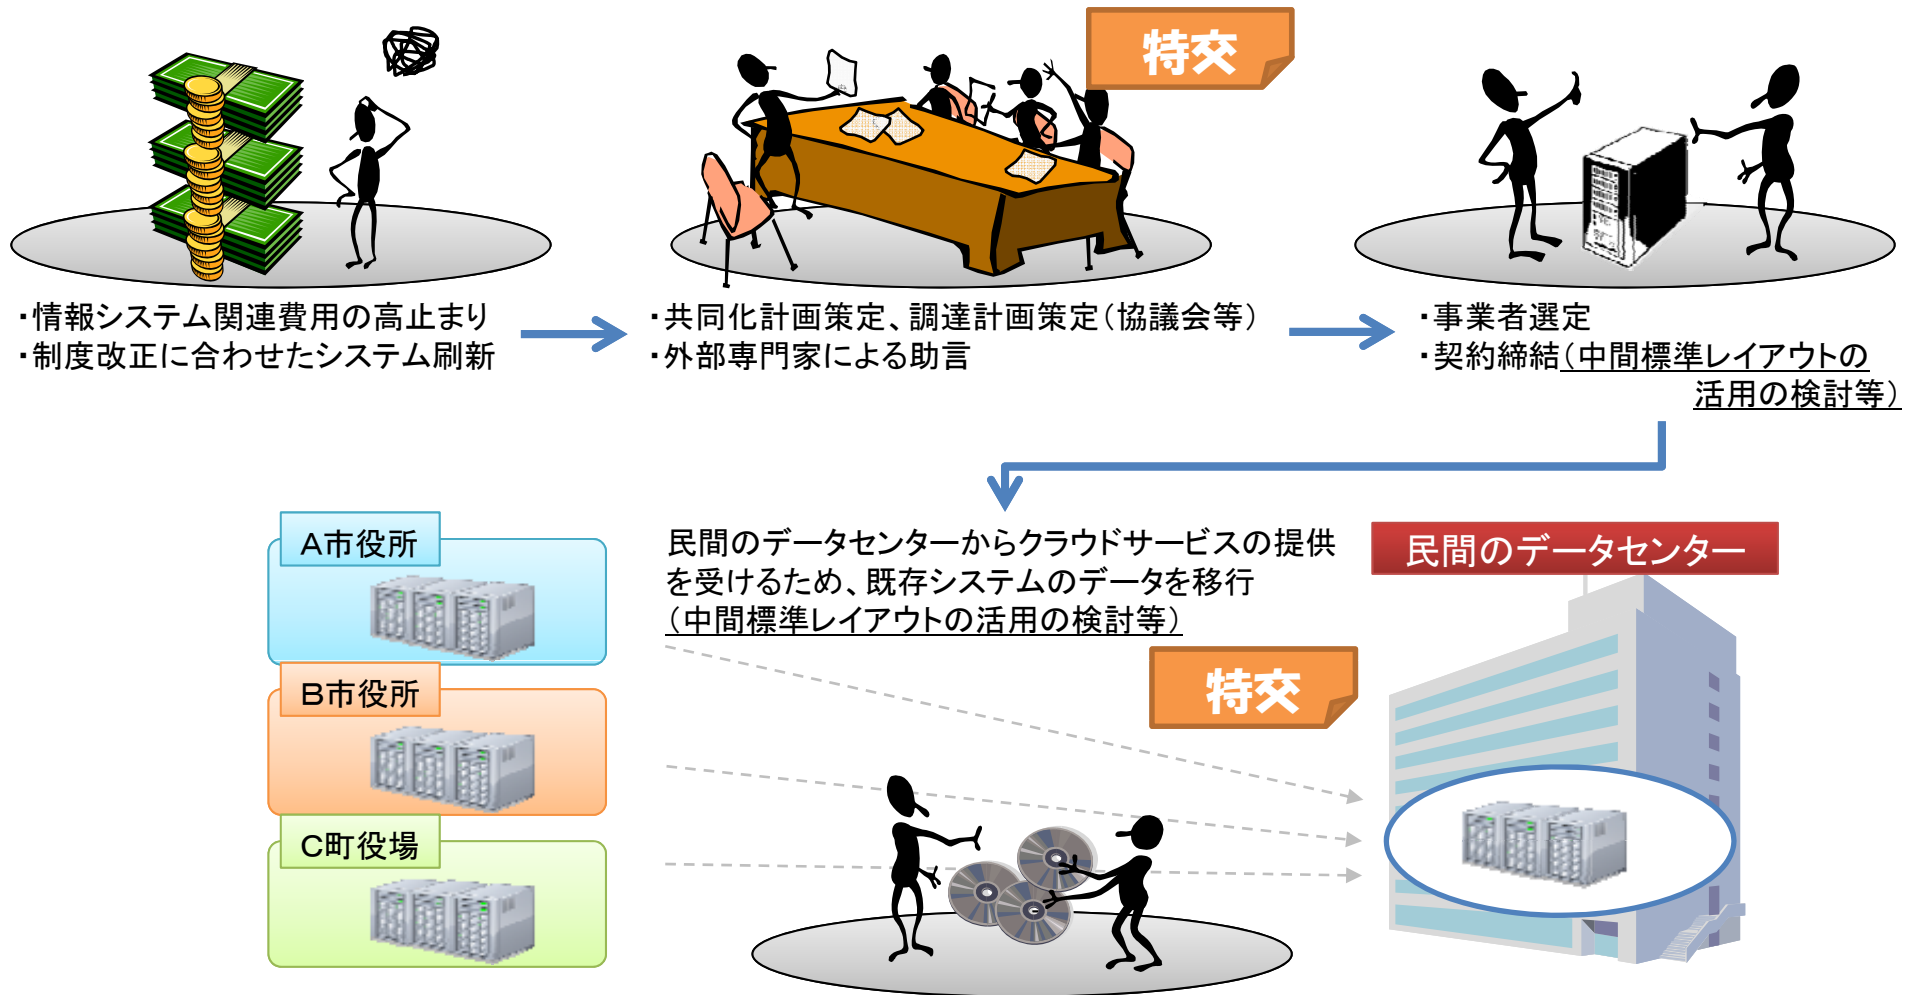 特交
・情報システム関連費用の高止まり
・制度改正に合わせたシステム刷新
・共同化計画策定、調達計画策定（協議会等）
・外部専門家による助言
・事業者選定
・契約締結（中間標準レイアウトの
活用の検討等）
A市役所
B市役所
C町役場
民間のデータセンターからクラウドサービスの提供
を受けるため、既存システムのデータを移行
（中間標準レイアウトの活用の検討等）
特交
民間のデータセンター